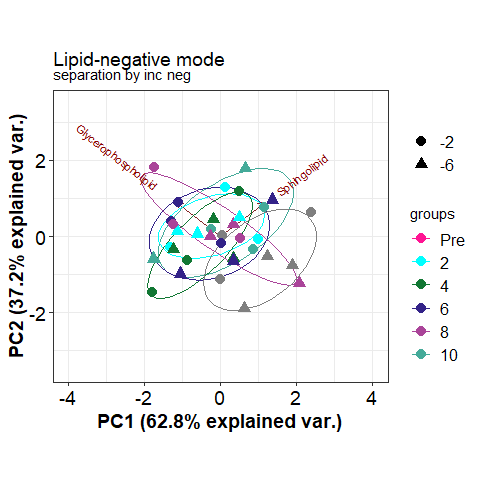 Lipid-negative mode
separation by inc neg
Glycerophospholipid
Sphingolipid
2
0
-2
-4
-2
0
2
4
PC1 (62.8% explained var.)
PC2 (37.2% explained var.)
-2
-6
groups
Pre
2
4
6
8
10